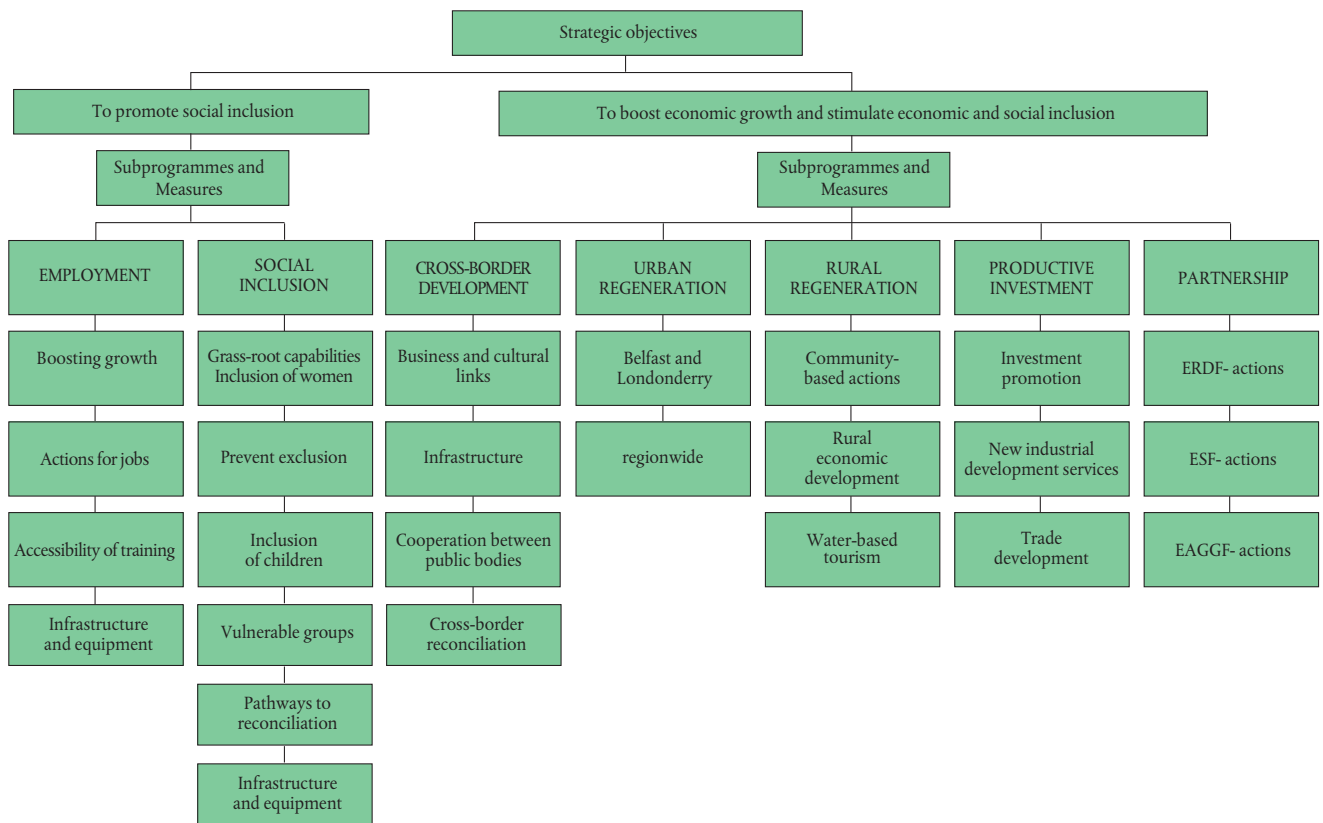 Strategic objectives
To promote social inclusion
To boost economic growth and stimulate economic and social inclusion
Subprogrammes and
Measures
Subprogrammes and
Measures
EMPLOYMENT
SOCIAL
INCLUSION
CROSS-BORDER
DEVELOPMENT
URBAN
REGENERATION
RURAL
REGENERATION
PRODUCTIVE
INVESTMENT
PARTNERSHIP
Boosting growth
Grass-root capabilities
Inclusion of women
Business and cultural
links
Belfast and
Londonderry
Community-
based actions
Investment
promotion
ERDF- actions
Actions for jobs
Prevent exclusion
Infrastructure
regionwide
Rural
economic
development
New industrial
development services
ESF- actions
Accessibility of training
Inclusion
of children
Cooperation between
public bodies
Water-based
tourism
Trade
development
EAGGF- actions
Infrastructure
and equipment
Vulnerable groups
Cross-border
reconciliation
Pathways to
reconciliation
Infrastructure
and equipment